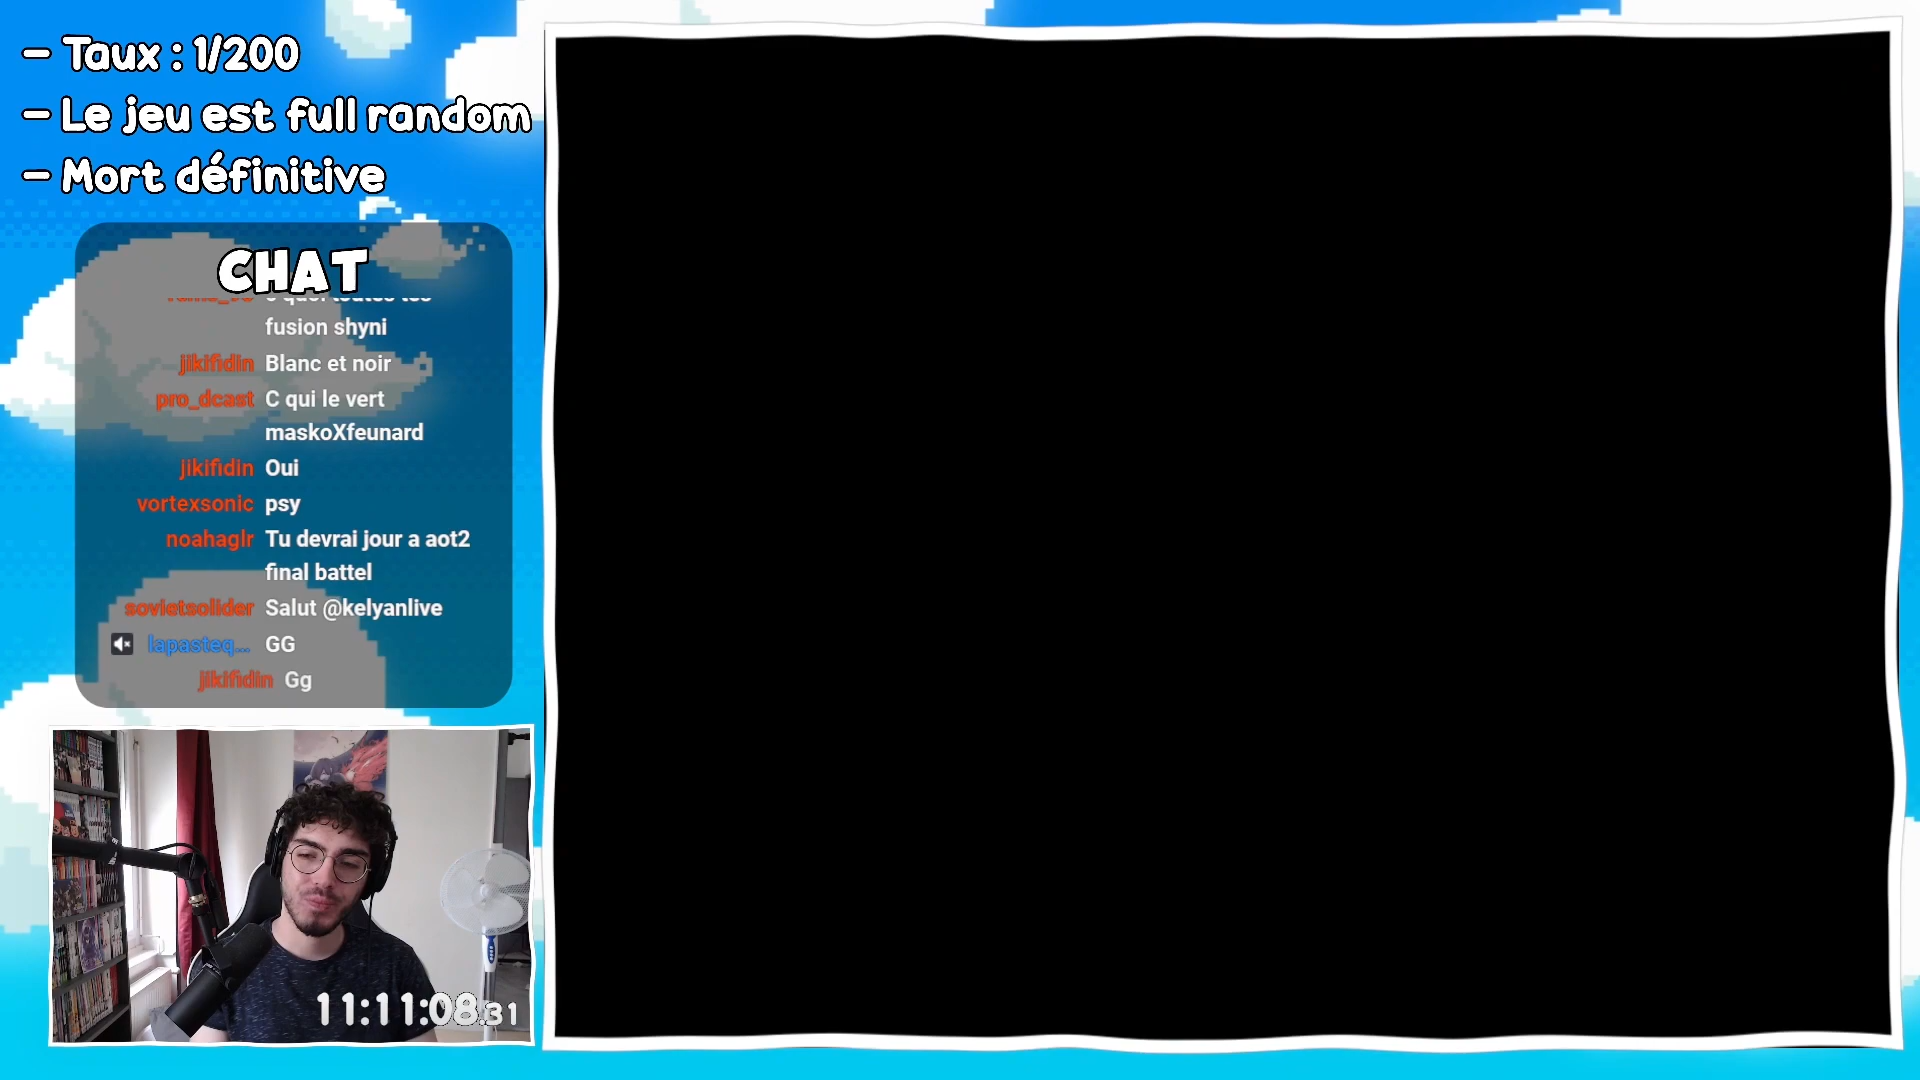 - Taux : 1/200
- Le jeu est full random
- Mort définitive
CHAT
fusion shyni
jikifidin Blanc et noir
pro_dcast C qui le vert
maskoXfeunard
jikifidin Oui
vortexsonic psy
noahaglr Tu devrai jour a aot2
final battel
sovietsolider Salut @kelyanlive
lapasteq... GG
jikifidin Gg
11:11:08.31